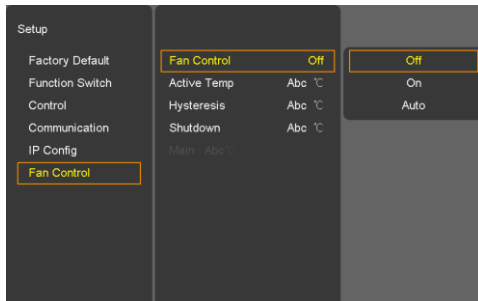 Setup
Factory Default
Function Switch
Control
Communication
IP Config
Fan Control
Fan Control Off
Active Temp Abc ℃
Hysteresis Abc ℃
Shutdown Abc ℃
Main : Abc℃
Off
On
Auto